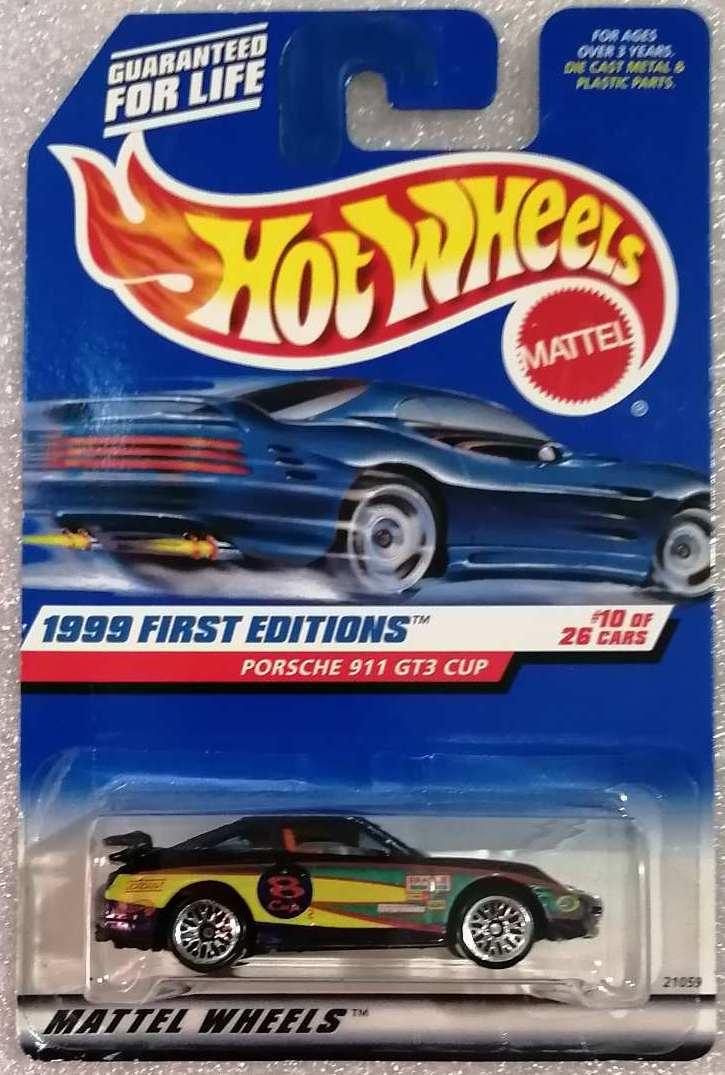 GUARANTEED
FOR LIFE
FOR AGES
OVER 3 YEARS.
DIE CAST METAL &
PLASTIC PARTS.
HOT WHEELS
MATTEL
®
1999 FIRST EDITIONS™
#10 OF
26 CARS
PORSCHE 911 GT3 CUP
8
Cup
21059
MATTEL WHEELS™